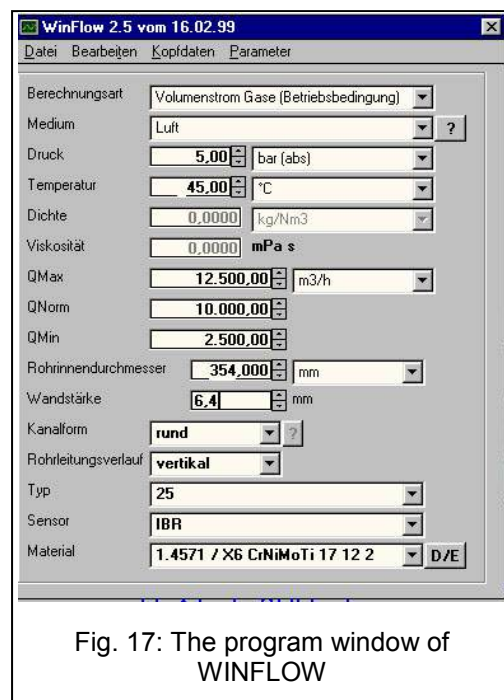 WinFlow 2.5 vom 16.02.99
Datei Bearbeiten Kopfdaten Parameter
Berechnungsart Volumenstrom Gase (Betriebsbedingung)
Medium Luft ?
Druck 5,00 bar (abs)
Temperatur 45,00 °C
Dichte 0,0000 kg/Nm3
Viskosität 0,0000 mPa s
QMax 12.500,00 m3/h
QNorm 10.000,00
QMin 2.500,00
Rohrinnendurchmesser 354,000 mm
Wandstärke 6,4 mm
Kanalform rund ?
Rohrleitungsverlauf vertikal
Typ 25
Sensor IBR
Material 1.4571 / X6 CrNiMoTi 17 12 2 D/E
Fig. 17: The program window of
WINFLOW